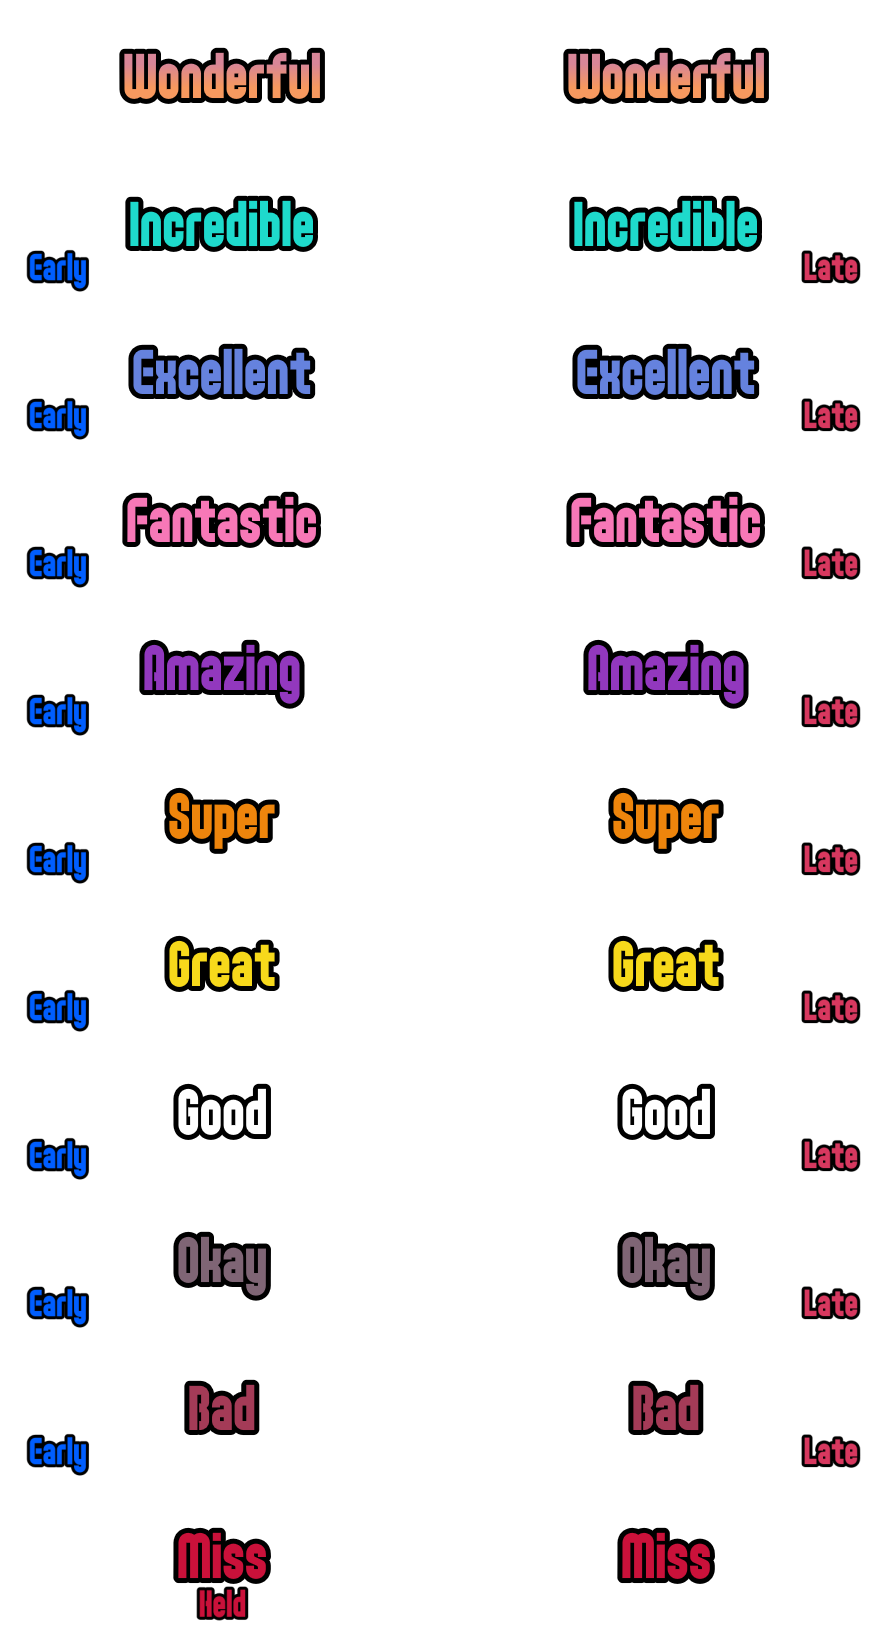 Wonderful Wonderful
Incredible Incredible
Early Late
Excellent Excellent
Early Late
Fantastic Fantastic
Early Late
Amazing Amazing
Early Late
Super Super
Early Late
Great Great
Early Late
Good Good
Early Late
Okay Okay
Early Late
Bad Bad
Early Late
Miss Miss
Held